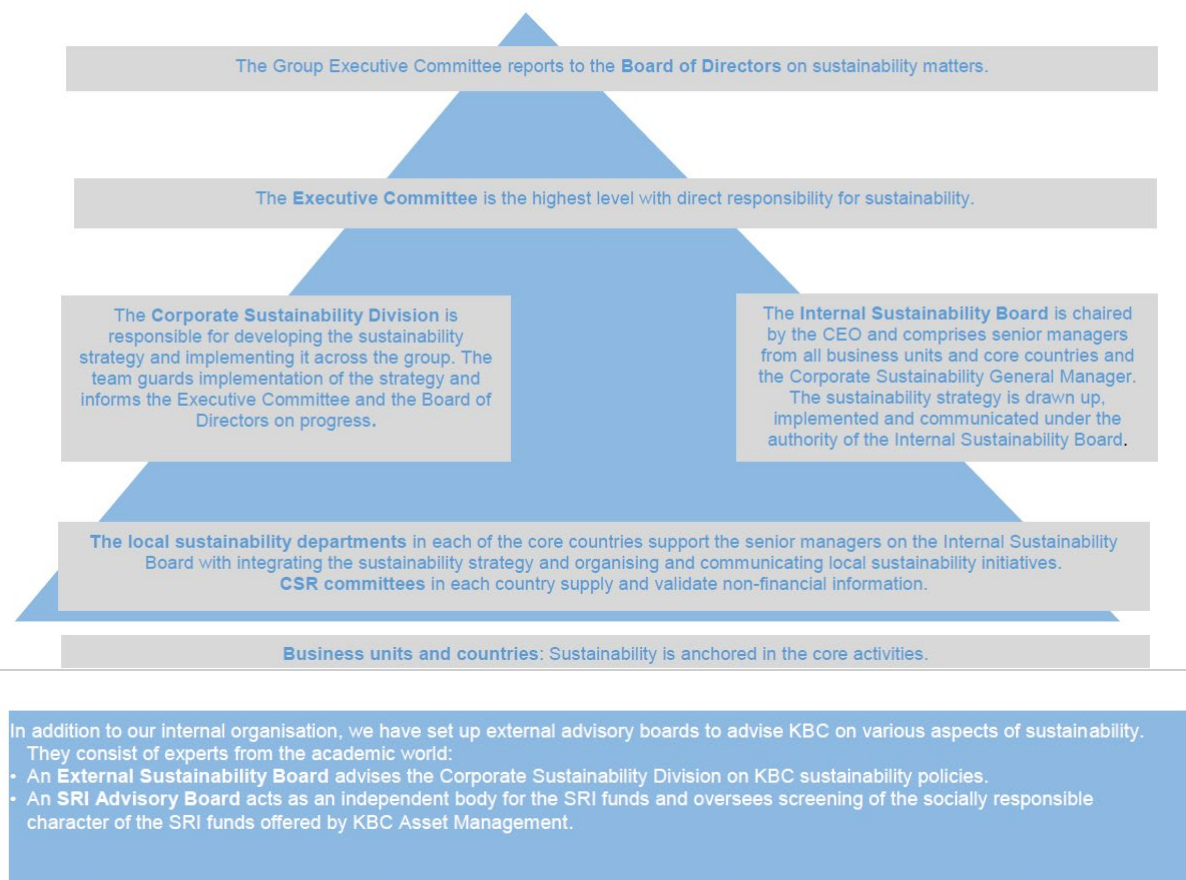 The Group Executive Committee reports to the Board of Directors on sustainability matters.
The Executive Committee is the highest level with direct responsibility for sustainability.
The Corporate Sustainability Division is
responsible for developing the sustainability
strategy and implementing it across the group. The
team guards implementation of the strategy and
informs the Executive Committee and the Board of
Directors on progress.
The Internal Sustainability Board is chaired
by the CEO and comprises senior managers
from all business units and core countries and
the Corporate Sustainability General Manager.
The sustainability strategy is drawn up,
implemented and communicated under the
authority of the Internal Sustainability Board.
The local sustainability departments in each of the core countries support the senior managers on the Internal Sustainability
Board with integrating the sustainability strategy and organising and communicating local sustainability initiatives.
CSR committees in each country supply and validate non-financial information.
Business units and countries: Sustainability is anchored in the core activities.
In addition to our internal organisation, we have set up external advisory boards to advise KBC on various aspects of sustainability.
They consist of experts from the academic world:
• An External Sustainability Board advises the Corporate Sustainability Division on KBC sustainability policies.
• An SRI Advisory Board acts as an independent body for the SRI funds and oversees screening of the socially responsible
character of the SRI funds offered by KBC Asset Management.